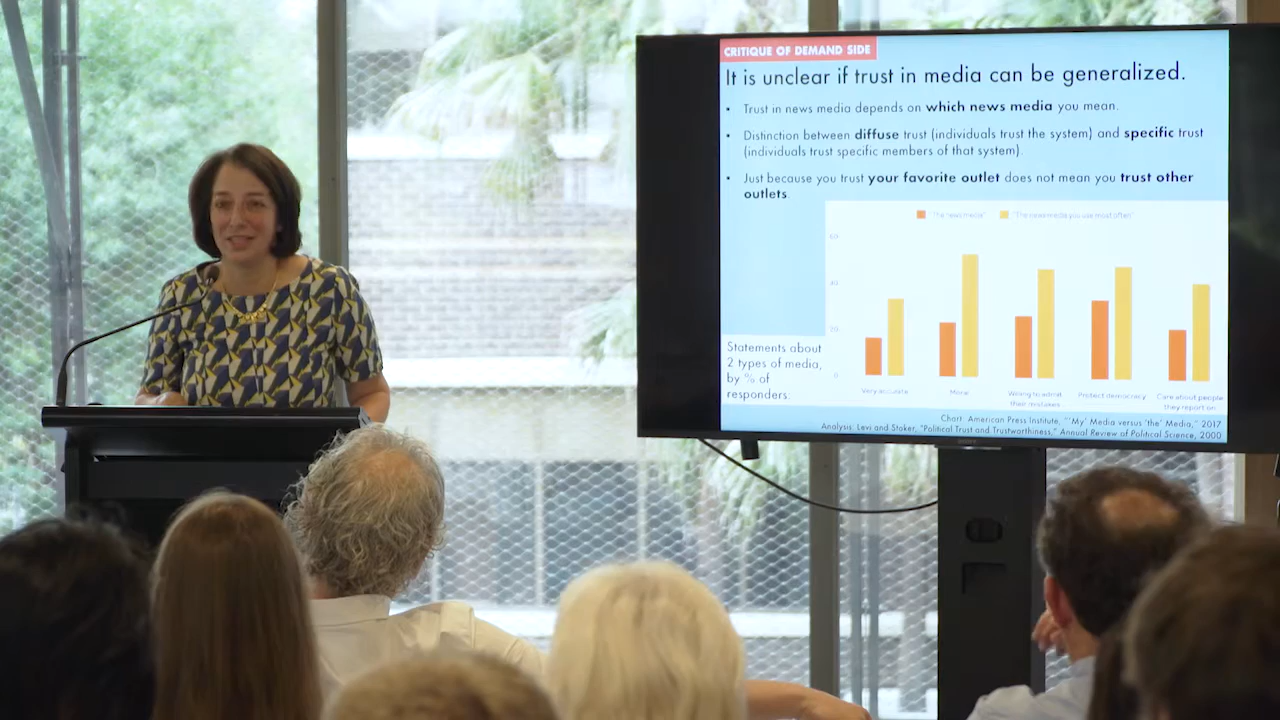 CRITIQUE OF DEMAND SIDE
It is unclear if trust in media can be generalized.
• Trust in news media depends on which news media you mean.
• Distinction between diffuse trust (individuals trust the system) and specific trust
(individuals trust specific members of that system).
• Just because you trust your favorite outlet does not mean you trust other
outlets.
"The news media" "The news media you use most often"
60
40
20
0
Very accurate Moral Willing to admit Protect democracy Care about people
their mistakes they report on
Statements about
2 types of media,
by % of
responders.
Chart: American Press Institute, "'My' Media versus 'the' Media," 2017
Analysis: Levi and Stoker, "Political Trust and Trustworthiness," Annual Review of Political Science, 2000
SONY